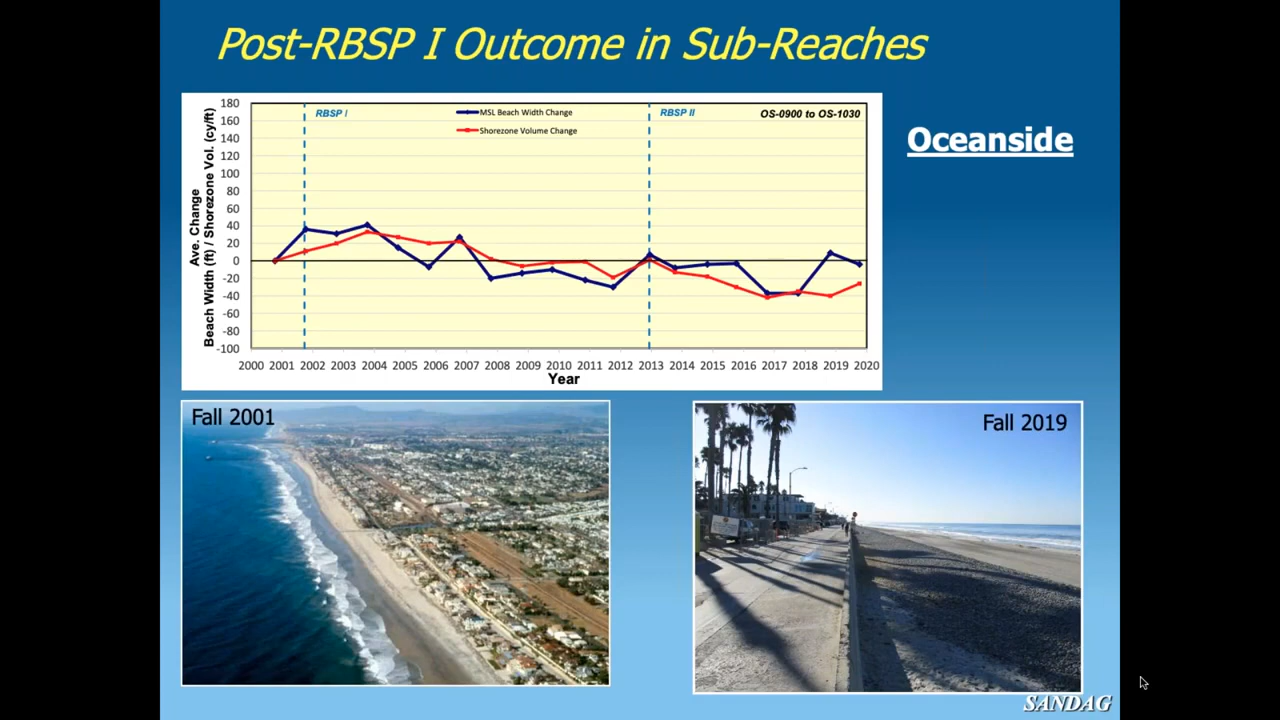 Post-RBSP I Outcome in Sub-Reaches
Oceanside
Ave. Change
Beach Width (ft) / Shorezone Vol. (cy/ft)
180
160
140
120
100
80
60
40
20
0
-20
-40
-60
-80
-100
RBSP I
MSL Beach Width Change
Shorezone Volume Change
RBSP II
OS-0900 to OS-1030
2000 2001 2002 2003 2004 2005 2006 2007 2008 2009 2010 2011 2012 2013 2014 2015 2016 2017 2018 2019 2020
Year
Fall 2001
Fall 2019
SANDAG